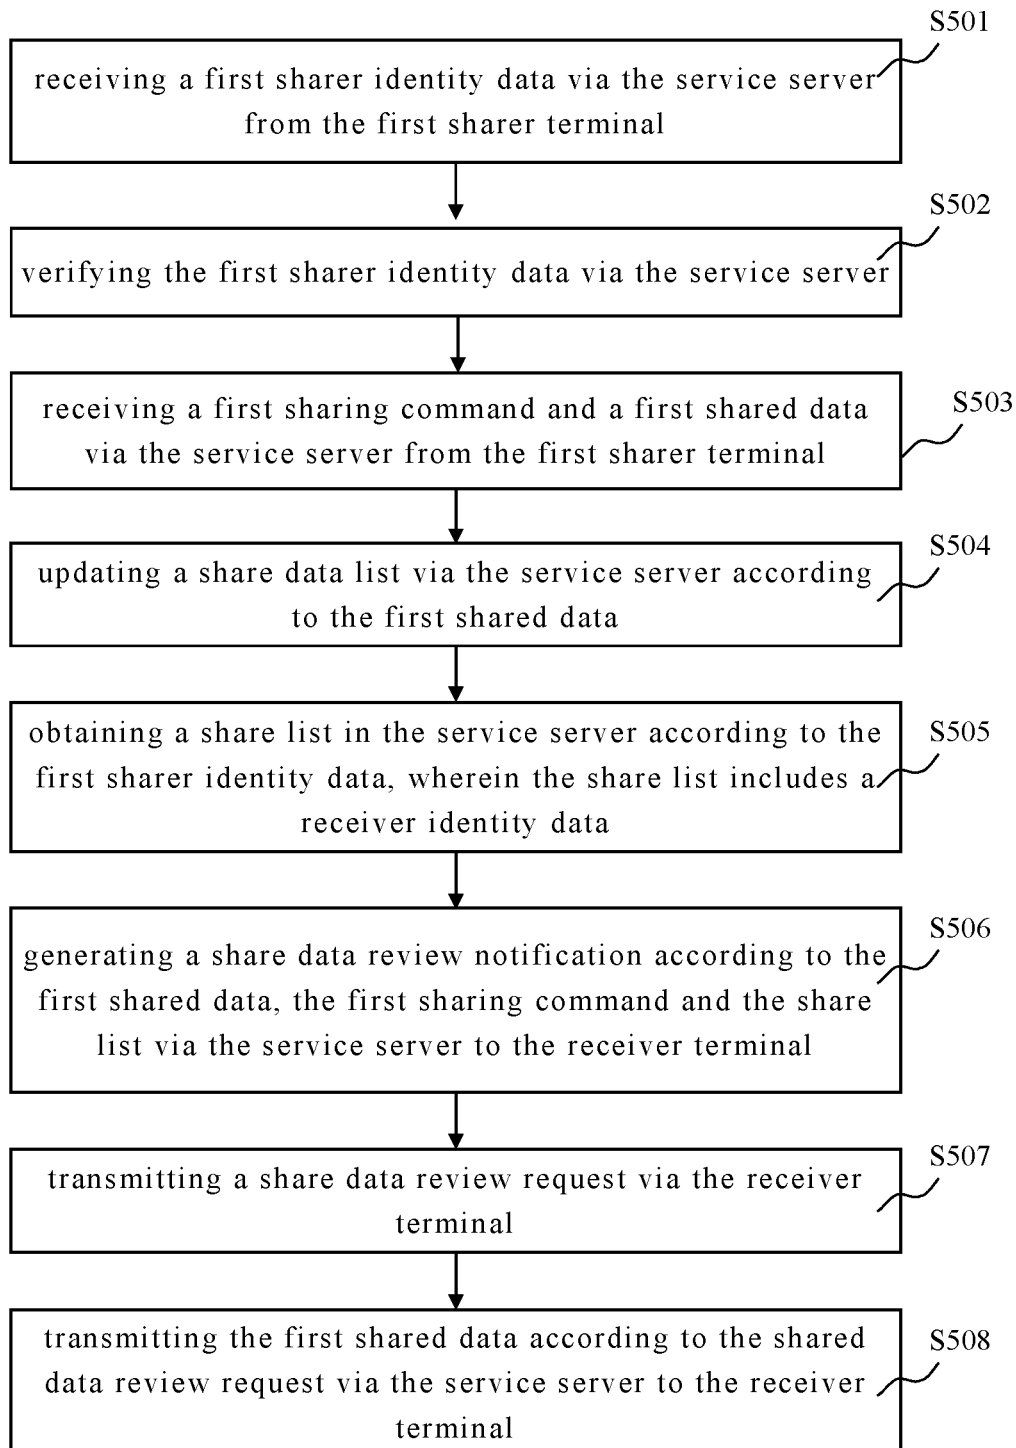 S501
receiving a first sharer identity data via the service server
from the first sharer terminal
S502
verifying the first sharer identity data via the service server
S503
receiving a first sharing command and a first shared data
via the service server from the first sharer terminal
S504
updating a share data list via the service server according
to the first shared data
S505
obtaining a share list in the service server according to the
first sharer identity data, wherein the share list includes a
receiver identity data
S506
generating a share data review notification according to the
first shared data, the first sharing command and the share
list via the service server to the receiver terminal
S507
transmitting a share data review request via the receiver
terminal
S508
transmitting the first shared data according to the shared
data review request via the service server to the receiver
terminal